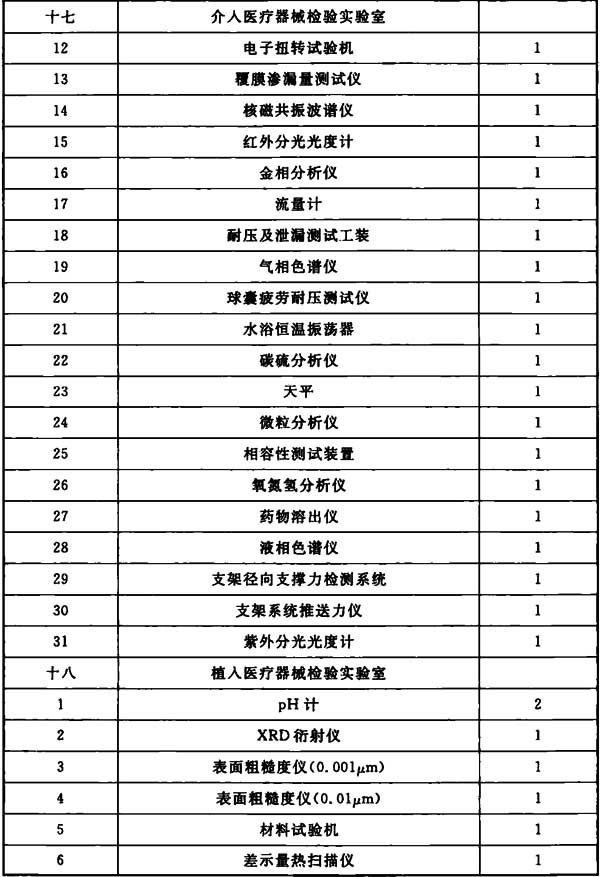 十七 介入医疗器械检验实验室
12 电子扭转试验机 1
13 覆膜渗漏量测试仪 1
14 核磁共振波谱仪 1
15 红外分光光度计 1
16 金相分析仪 1
17 流量计 1
18 耐压及泄漏测试工装 1
19 气相色谱仪 1
20 球囊疲劳耐压测试仪 1
21 水浴恒温振荡器 1
22 碳硫分析仪 1
23 天平 1
24 微粒分析仪 1
25 相容性测试装置 1
26 氧氮氢分析仪 1
27 药物溶出仪 1
28 液相色谱仪 1
29 支架径向支撑力检测系统 1
30 支架系统推送力仪 1
31 紫外分光光度计 1
十八 植入医疗器械检验实验室
1 pH 计 2
2 XRD 衍射仪 1
3 表面粗糙度仪(0.001μm) 1
4 表面粗糙度仪(0.01μm) 1
5 材料试验机 1
6 差示量热扫描仪 1